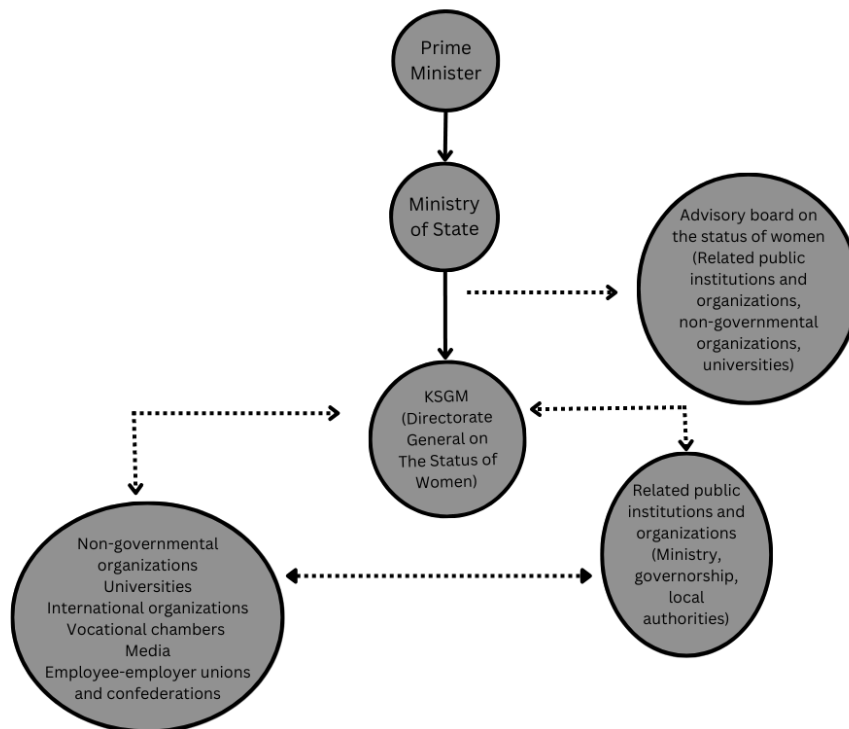 Prime
Minister
Ministry
of State
Advisory board on
the status of women
(Related public
institutions and
organizations,
non-governmental
organizations,
universities)
KSGM
(Directorate
General on
The Status of
Women)
Related public
institutions and
organizations
(Ministry,
governorship,
local
authorities)
Non-governmental
organizations
Universities
International organizations
Vocational chambers
Media
Employee-employer unions
and confederations